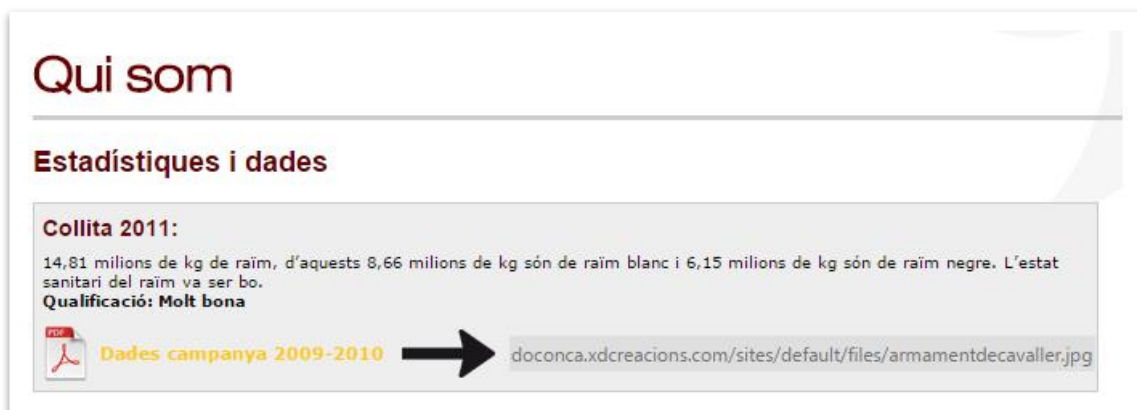 Qui som
Estadístiques i dades
Collita 2011:
14,81 milions de kg de raïm, d'aquests 8,66 milions de kg són de raïm blanc i 6,15 milions de kg són de raïm negre. L'estat
sanitari del raïm va ser bo.
Qualificació: Molt bona
PDF
Dades campanya 2009-2010
doconca.xdcreacions.com/sites/default/files/armamentdecavaller.jpg